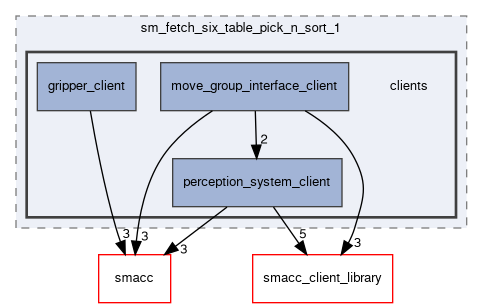 sm_fetch_six_table_pick_n_sort_1
gripper_client
move_group_interface_client
clients
2
perception_system_client
3
3
3
5
3
smacc
smacc_client_library